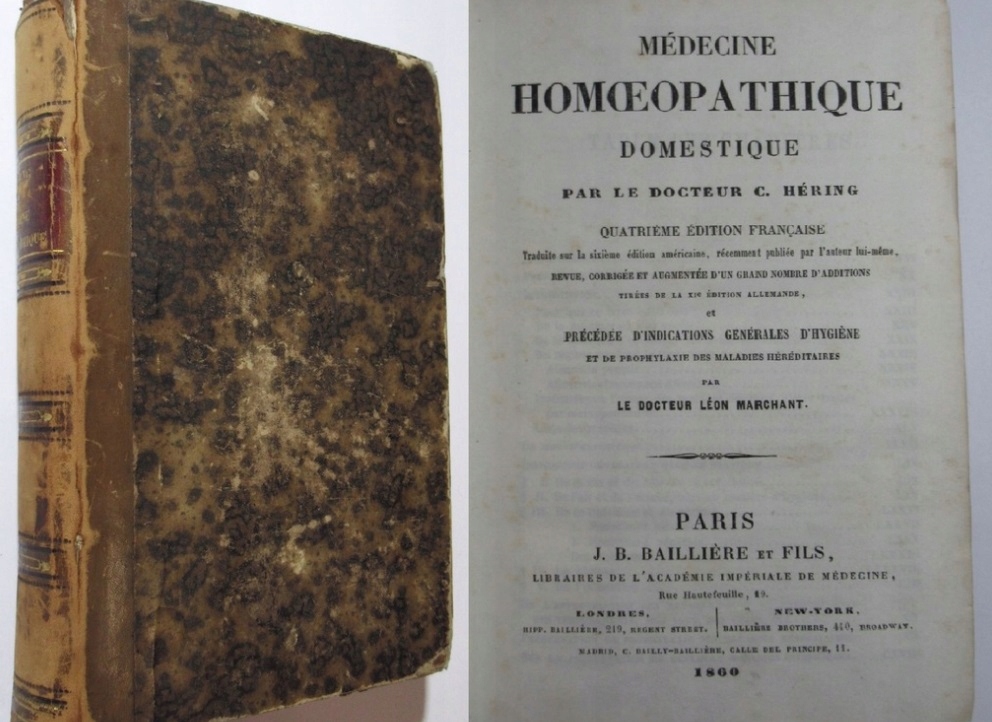 MÉDECINE
HOMŒOPATHIQUE
DOMESTIQUE
PAR LE DOCTEUR C. HÉRING
QUATRIÈME ÉDITION FRANÇAISE
Traduite sur la sixième édition américaine, récemment publiée par l'auteur lui-même,
REVUE, CORRIGÉE ET AUGMENTÉE D'UN GRAND NOMBRE D'ADDITIONS
TIRÉES DE LA XIe ÉDITION ALLEMANDE,
et
PRÉCÉDÉE D'INDICATIONS GÉNÉRALES D'HYGIÈNE
ET DE PROPHYLAXIE DES MALADIES HÉRÉDITAIRES
PAR
LE DOCTEUR LÉON MARCHANT.
PARIS
J. B. BAILLIÈRE ET FILS,
LIBRAIRES DE L'ACADÉMIE IMPÉRIALE DE MÉDECINE,
Rue Hautefeuille, 19.
LONDRES,
HIPP. BAILLIÈRE, 219, REGENT STREET.
NEW-YORK.
BAILLIÈRE BROTHERS, 440, BROADWAY.
MADRID, C. BAILLY-BAILLIÈRE, CALLE DEL PRINCIPE, 11.
1860